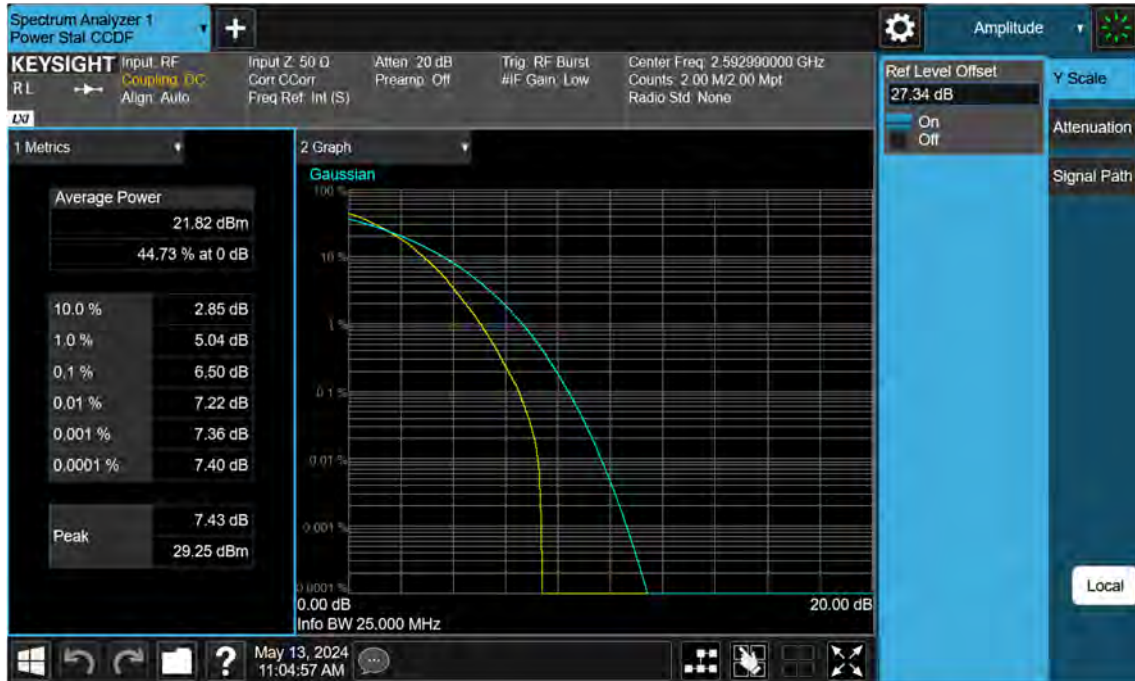 Spectrum Analyzer 1
Power Stat CCDF
Amplitude
KEYSIGHT
RL
LXI
Input: RF
Coupling: DC
Align: Auto
Input Z: 50 Ω
Corr CCorr
Freq Ref: Int (S)
Atten: 20 dB
Preamp: Off
Trig: RF Burst
#IF Gain: Low
Center Freq: 2.592990000 GHz
Counts: 2.00 M/2.00 Mpt
Radio Std: None
Ref Level Offset
27.34 dB
On
Off
Y Scale
Attenuation
Signal Path
1 Metrics
Average Power
21.82 dBm
44.73 % at 0 dB
10.0 % 2.85 dB
1.0 % 5.04 dB
0.1 % 6.50 dB
0.01 % 7.22 dB
0.001 % 7.36 dB
0.0001 % 7.40 dB
Peak
7.43 dB
29.25 dBm
2 Graph
Gaussian
100 %
10 %
1 %
0.1 %
0.01 %
0.001 %
0.0001 %
0.00 dB 20.00 dB
Info BW 25.000 MHz
Local
?
May 13, 2024
11:04:57 AM